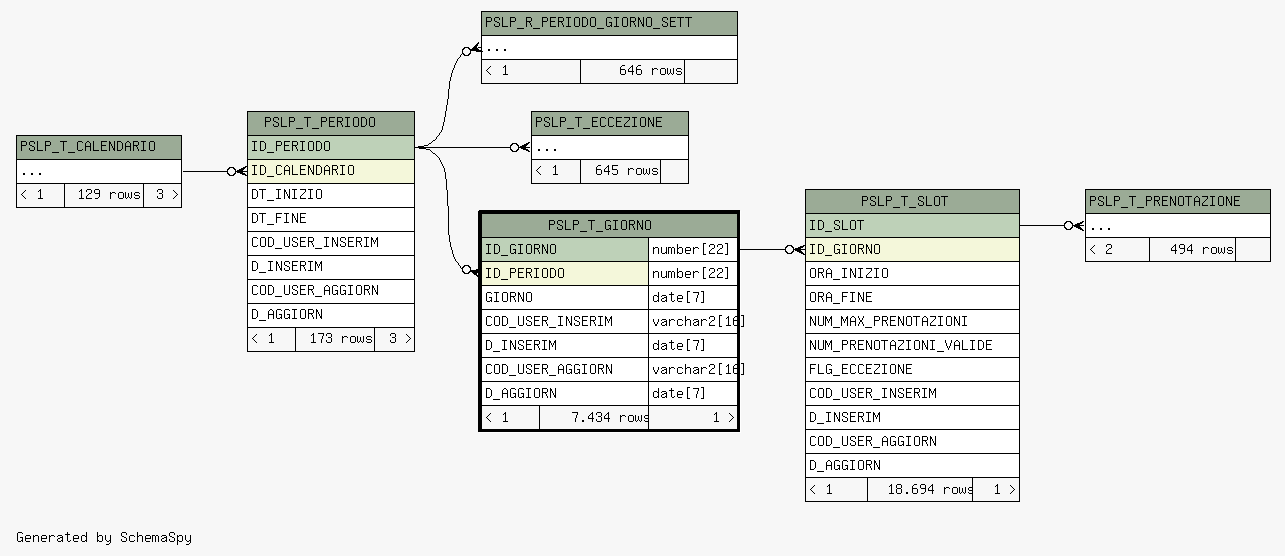 PSLP_R_PERIODO_GIORNO_SETT
...
< 1 646 rows
PSLP_T_CALENDARIO
...
< 1 129 rows 3 >
PSLP_T_PERIODO
ID_PERIODO
ID_CALENDARIO
DT_INIZIO
DT_FINE
COD_USER_INSERIM
D_INSERIM
COD_USER_AGGIORN
D_AGGIORN
< 1 173 rows 3 >
PSLP_T_ECCEZIONE
...
< 1 645 rows
PSLP_T_GIORNO
ID_GIORNO number[22]
ID_PERIODO number[22]
GIORNO date[7]
COD_USER_INSERIM varchar2[16]
D_INSERIM date[7]
COD_USER_AGGIORN varchar2[16]
D_AGGIORN date[7]
< 1 7.434 rows 1 >
PSLP_T_SLOT
ID_SLOT
ID_GIORNO
ORA_INIZIO
ORA_FINE
NUM_MAX_PRENOTAZIONI
NUM_PRENOTAZIONI_VALIDE
FLG_ECCEZIONE
COD_USER_INSERIM
D_INSERIM
COD_USER_AGGIORN
D_AGGIORN
< 1 18.694 rows 1 >
PSLP_T_PRENOTAZIONE
...
< 2 494 rows
Generated by SchemaSpy